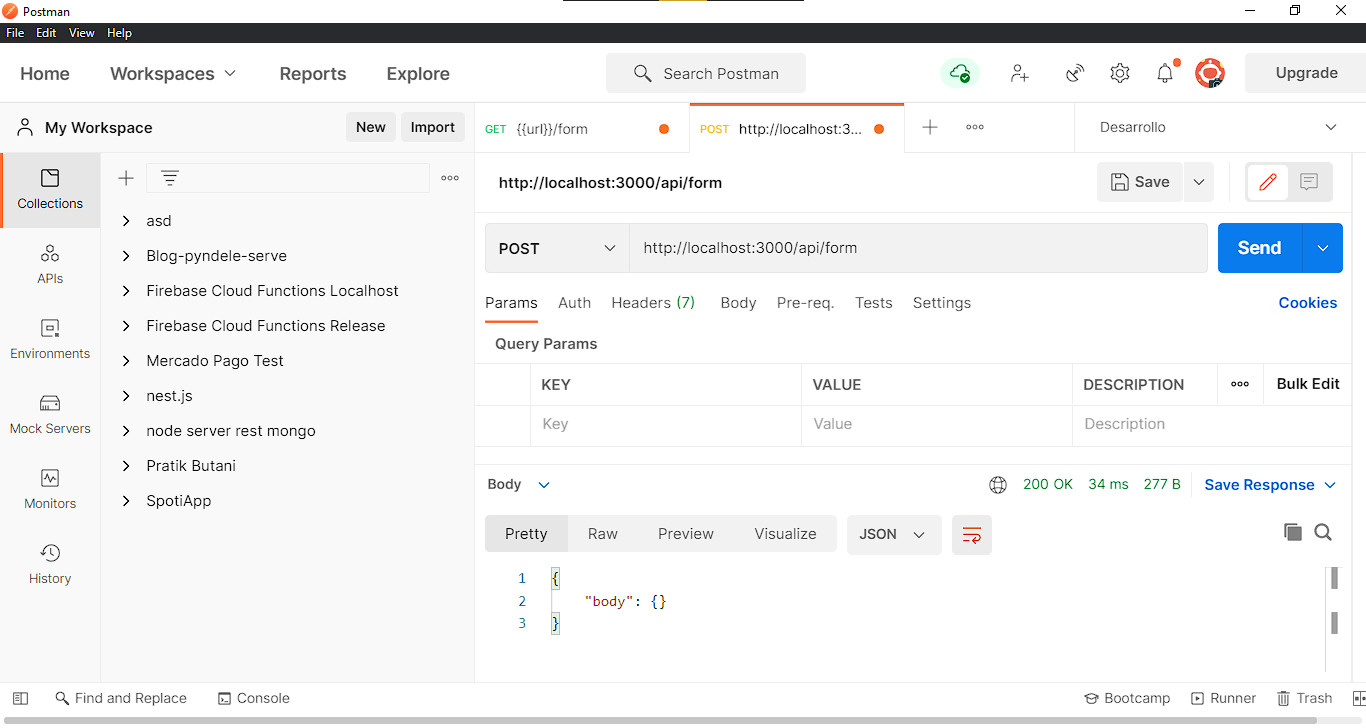 Postman
File Edit View Help
Home Workspaces Reports Explore Search Postman Upgrade
My Workspace New Import
GET {{url}}/form POST http://localhost:3... Desarrollo
http://localhost:3000/api/form Save
Collections
APIs
Environments
Mock Servers
Monitors
History
asd
Blog-pyndele-serve
Firebase Cloud Functions Localhost
Firebase Cloud Functions Release
Mercado Pago Test
nest.js
node server rest mongo
Pratik Butani
SpotiApp
POST http://localhost:3000/api/form Send
Params Auth Headers (7) Body Pre-req. Tests Settings Cookies
Query Params
KEY VALUE DESCRIPTION Bulk Edit
Key Value Description
Body 200 OK 34 ms 277 B Save Response
Pretty Raw Preview Visualize JSON
1 {
2 "body": {}
3 }
Find and Replace Console Bootcamp Runner Trash